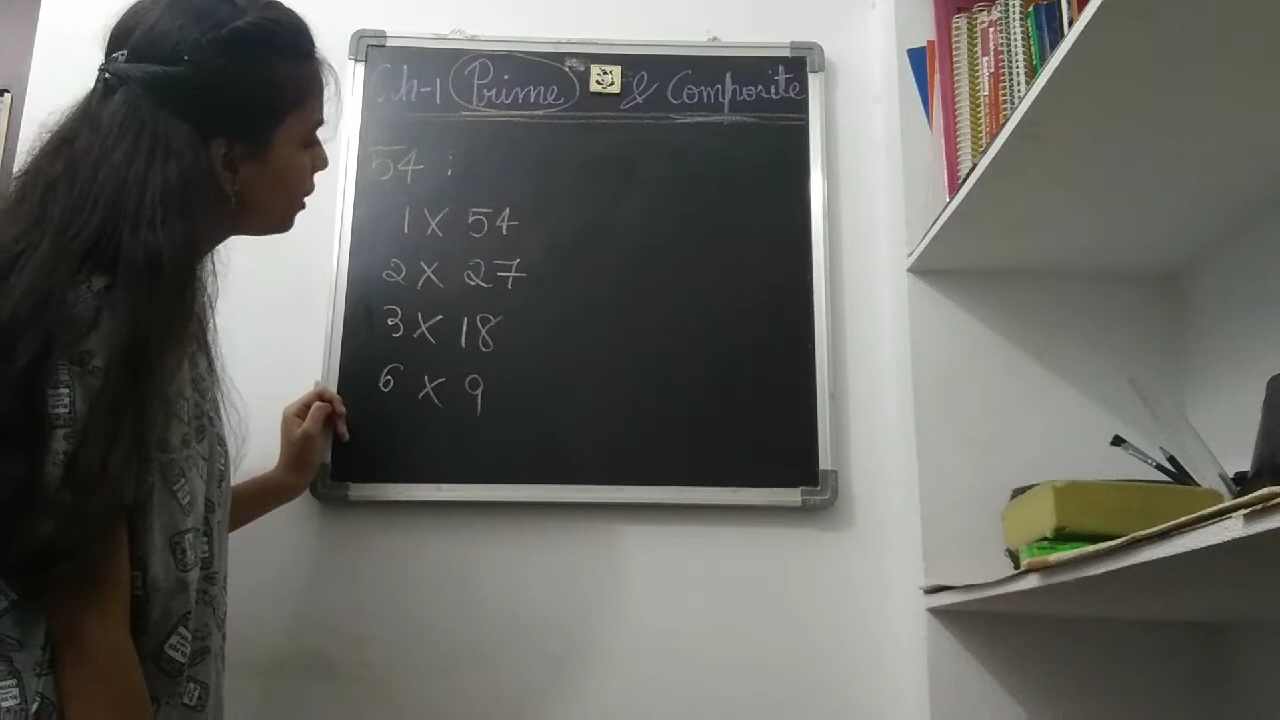 Ch-1 Prime & Composite
54 :
1 X 54
2 X 27
3 X 18
6 X 9